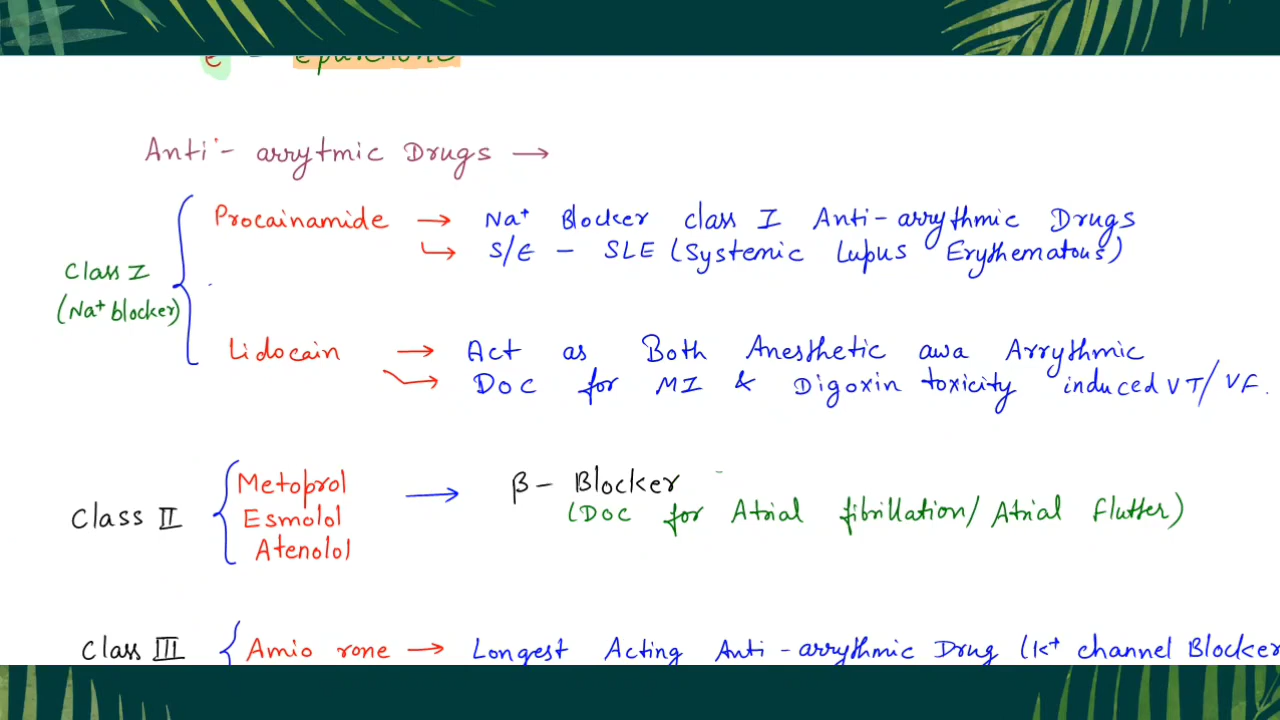 e - eplerenone
Anti - arrytmic Drugs →
Class I
(Na+ blocker)
Procainamide → Na+ Blocker class I Anti-arrythmic Drugs
↳ S/E - SLE (Systemic Lupus Erythematous)
Lidocain → Act as Both Anesthetic awa Arrythmic
↳ DOC for MI & Digoxin toxicity induced VT/VF.
Class II
Metoprol
Esmolol
Atenolol
→ β - Blocker
(DOC for Atrial fibrillation/Atrial Flutter)
Class III Amio rone → Longest Acting Anti-arrythmic Drug (K+ channel Blocker